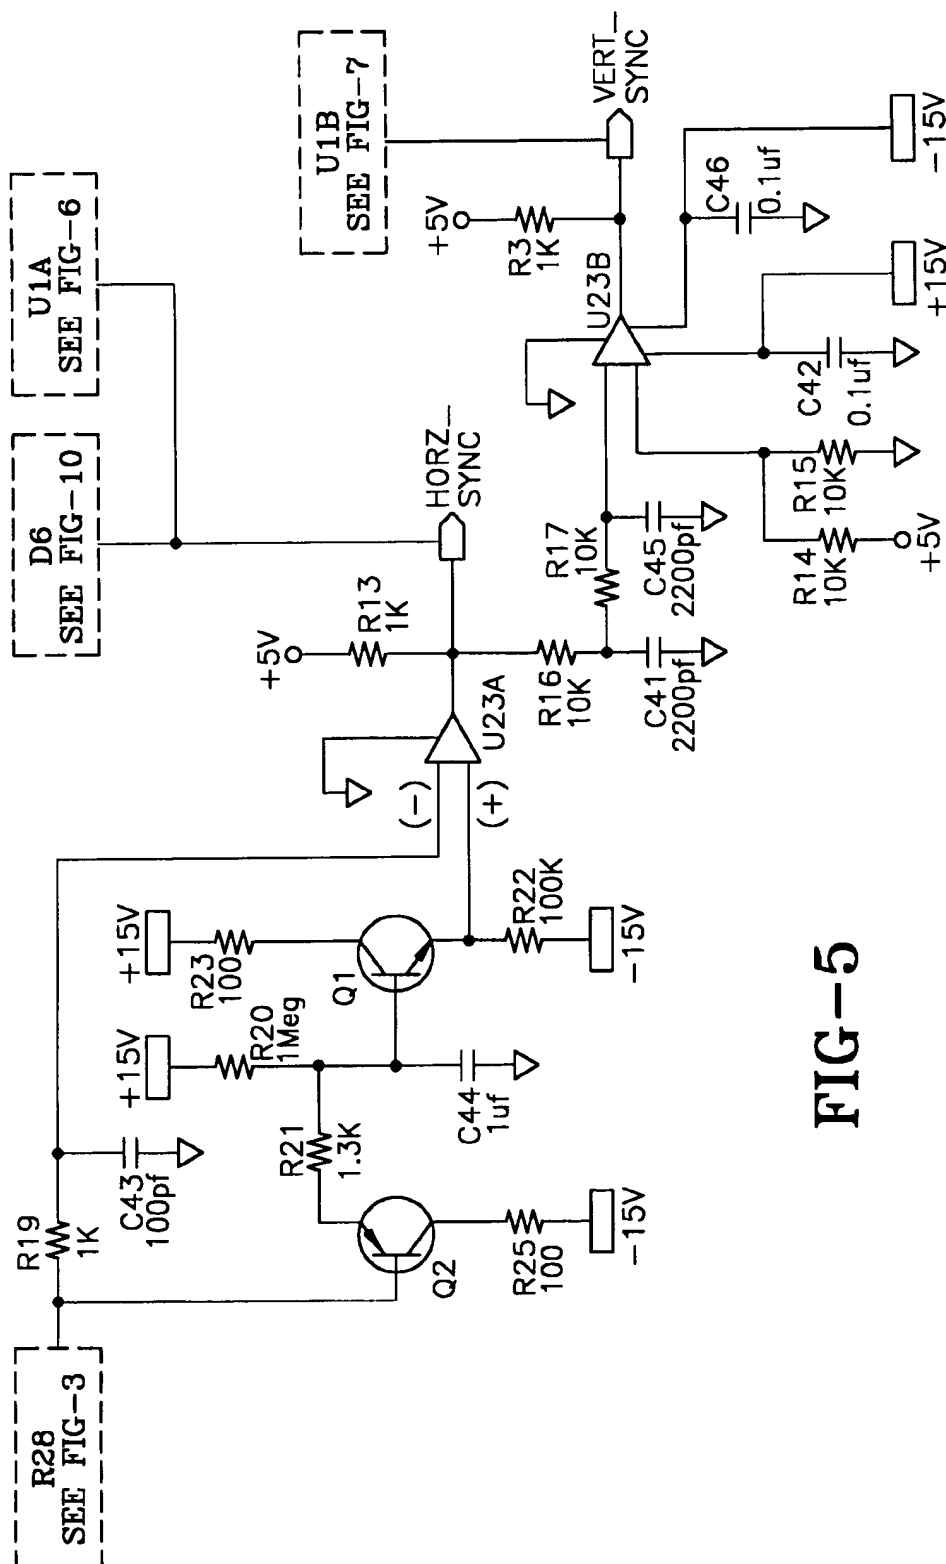 R28
SEE FIG-3
R19
1K
C43
100pf
Q2
R25
100
-15V
R21
1.3K
+15V
R20
1Meg
C44
1uf
+15V
R23
100
Q1
R22
100K
-15V
(-)
(+)
U23A
+5V
R13
1K
HORZ_
SYNC
D6
SEE FIG-10
U1A
SEE FIG-6
R16
10K
C41
2200pf
R17
10K
C45
2200pf
R14
10K
+5V
R15
10K
C42
0.1uf
+15V
U23B
+5V
R3
1K
C46
0.1uf
-15V
VERT_
SYNC
U1B
SEE FIG-7
FIG-5